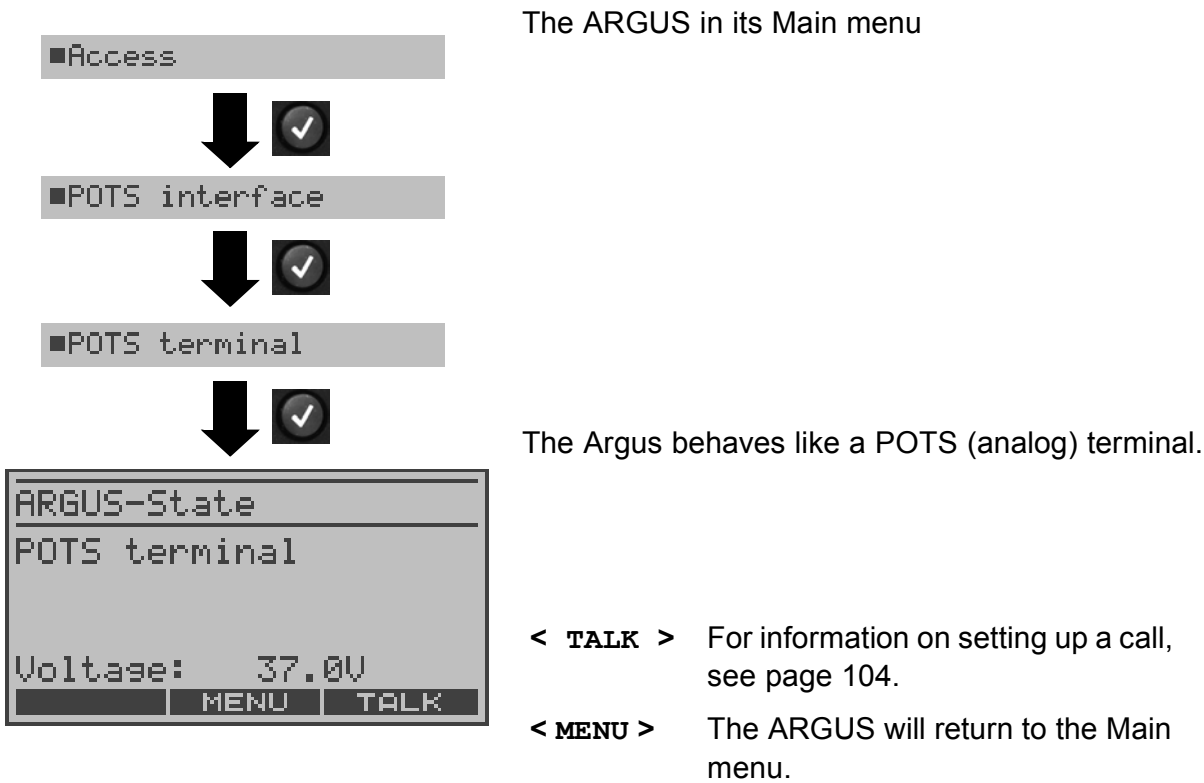 The ARGUS in its Main menu
■Access
■POTS interface
■POTS terminal
The Argus behaves like a POTS (analog) terminal.
ARGUS-State
POTS terminal
Voltage: 37.0V
MENU | TALK
< TALK > For information on setting up a call,
see page 104.
< MENU > The ARGUS will return to the Main
menu.